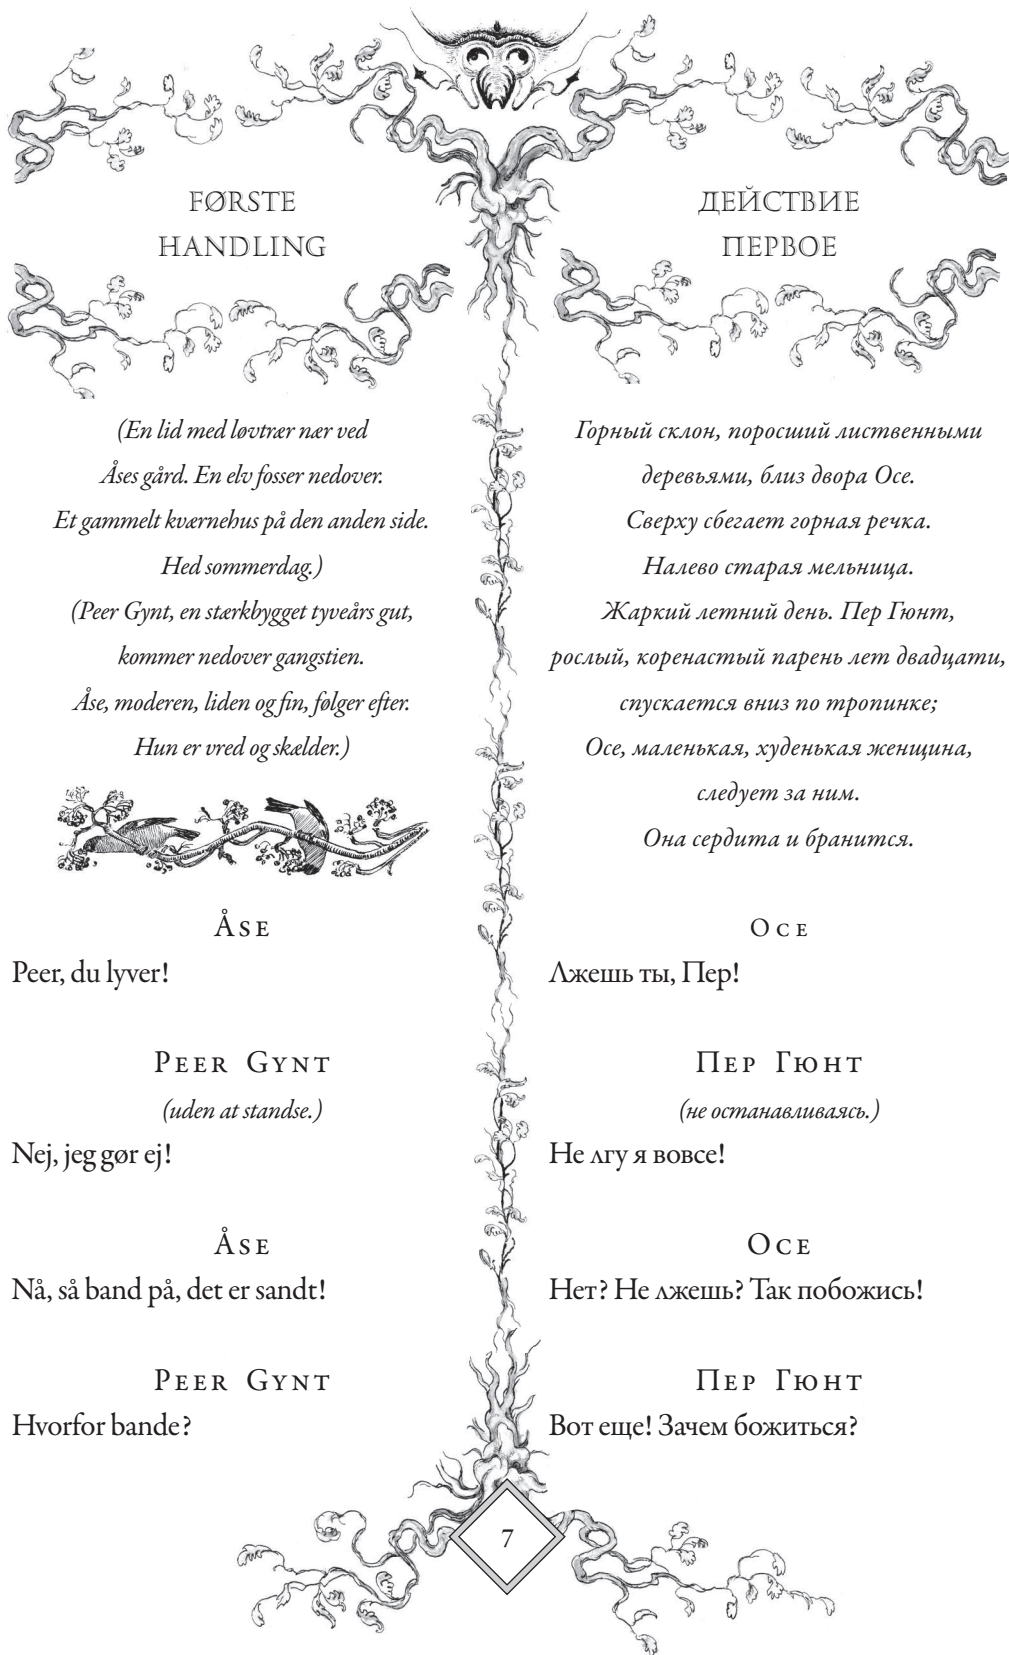 FØRSTE
HANDLING
(En lid med løvtrær nær ved
Åses gård. En elv fosser nedover.
Et gammelt kværnehus på den anden side.
Hed sommerdag.)
(Peer Gynt, en stærkbygget tyveårs gut,
kommer nedover gangstien.
Åse, moderen, liden og fin, følger efter.
Hun er vred og skælder.)
Åse
Peer, du lyver!
Peer Gynt
(uden at standse.)
Nej, jeg gør ej!
Åse
Nå, så band på, det er sandt!
Peer Gynt
Hvorfor bande?
ДЕЙСТВИЕ
ПЕРВОЕ
Горный склон, поросший лиственными
деревьями, близ двора Осе.
Сверху сбегает горная речка.
Налево старая мельница.
Жаркий летний день. Пер Гюнт,
рослый, коренастый парень лет двадцати,
спускается вниз по тропинке;
Осе, маленькая, худенькая женщина,
следует за ним.
Она сердита и бранится.
Осе
Лжешь ты, Пер!
Пер Гюнт
(не останавливаясь.)
Не лгу я вовсе!
Осе
Нет? Не лжешь? Так побожись!
Пер Гюнт
Вот еще! Зачем божиться?
7